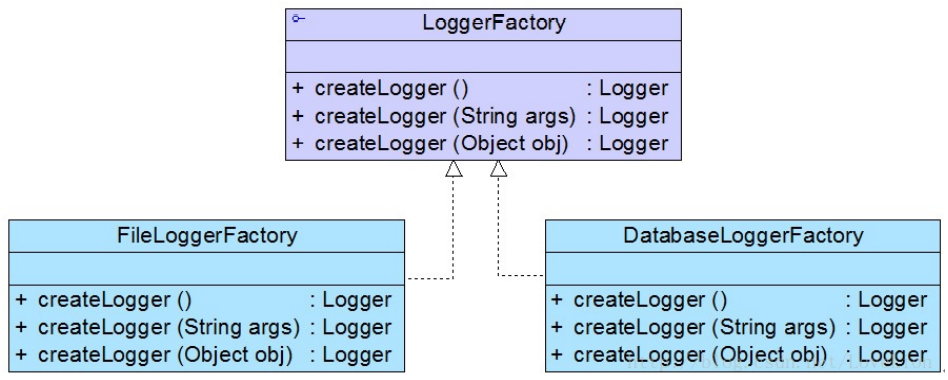 LoggerFactory
+ createLogger () : Logger
+ createLogger (String args) : Logger
+ createLogger (Object obj) : Logger
FileLoggerFactory
+ createLogger () : Logger
+ createLogger (String args) : Logger
+ createLogger (Object obj) : Logger
DatabaseLoggerFactory
+ createLogger () : Logger
+ createLogger (String args) : Logger
+ createLogger (Object obj) : Logger